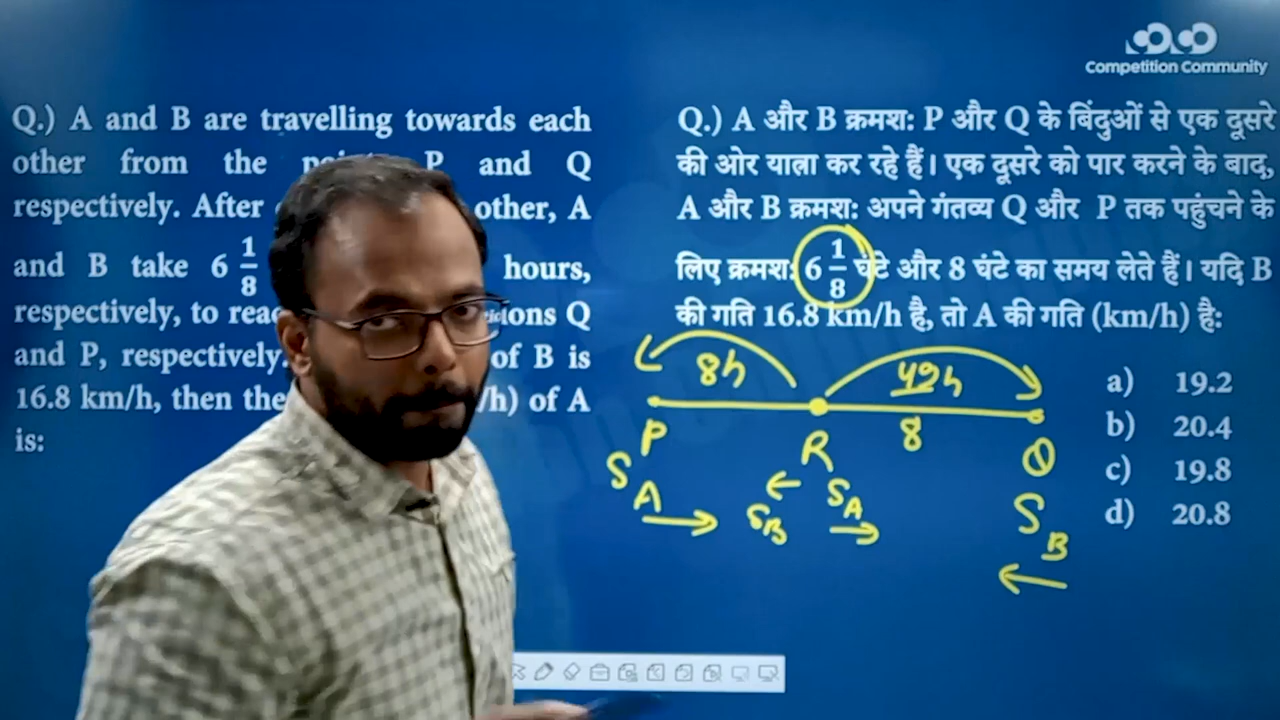 Competition Community
Q.) A and B are travelling towards each
other from the P and Q
respectively. After other, A
and B take 6 1/8 hours,
respectively, to Q
and P, respectively. of B is
16.8 km/h, then the /h) of A
is:
Q.) A और B क्रमश: P और Q के बिंदुओं से एक दूसरे
की ओर यात्रा कर रहे हैं। एक दूसरे को पार करने के बाद,
A और B क्रमश: अपने गंतव्य Q और P तक पहुंचने के
लिए क्रमश: 6 1/8 घंटे और 8 घंटे का समय लेते हैं। यदि B
की गति 16.8 km/h है, तो A की गति (km/h) है:
a) 19.2
b) 20.4
c) 19.8
d) 20.8
8h 49h
8
P R Q
S A S B S A S B